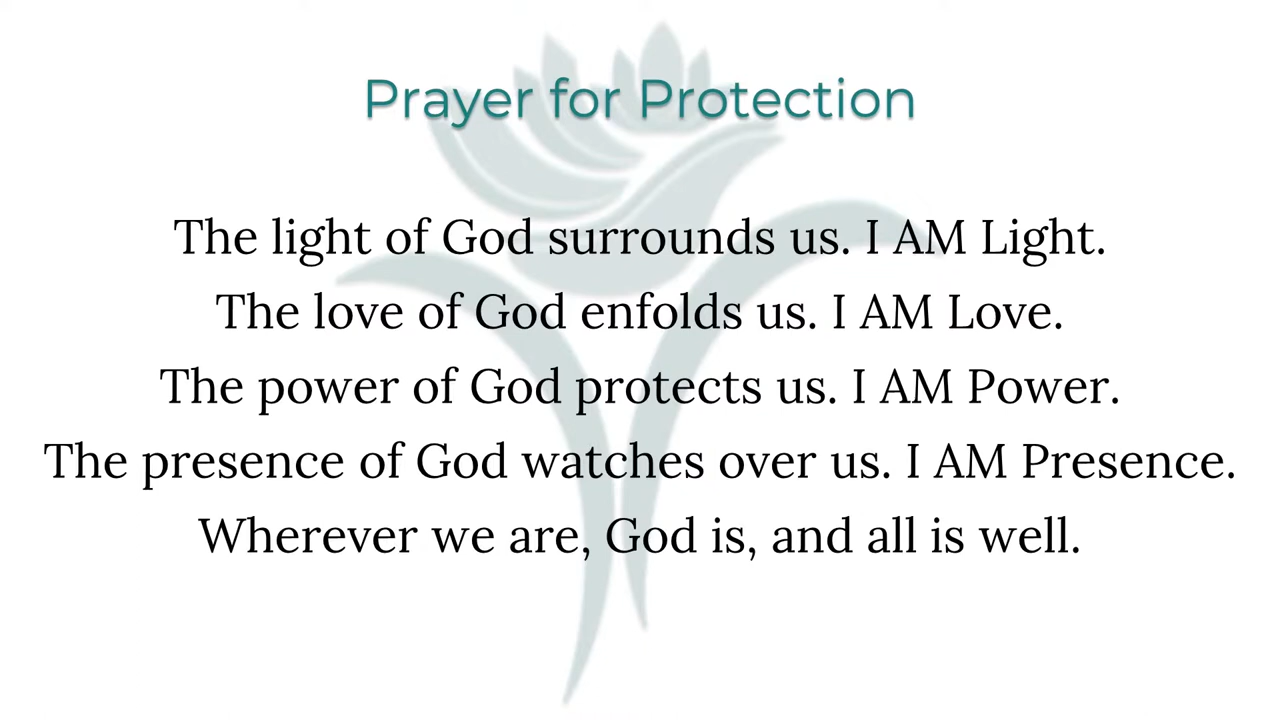 Prayer for Protection
The light of God surrounds us. I AM Light.
The love of God enfolds us. I AM Love.
The power of God protects us. I AM Power.
The presence of God watches over us. I AM Presence.
Wherever we are, God is, and all is well.